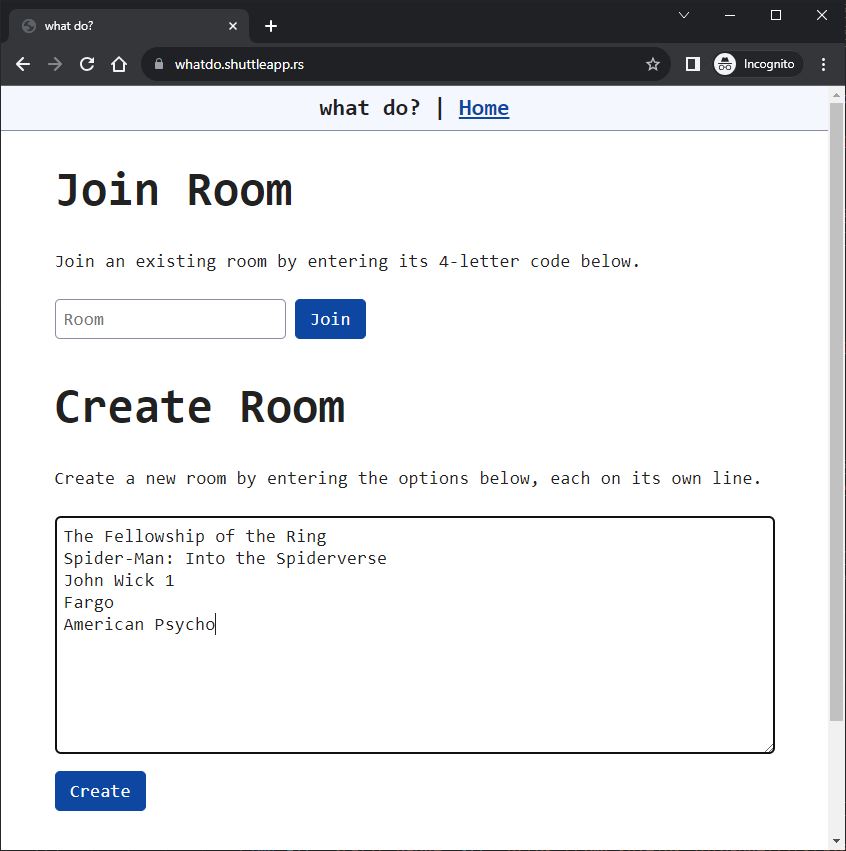 what do?
whatdo.shuttleapp.rs
Incognito
what do? | Home
Join Room
Join an existing room by entering its 4-letter code below.
Room
Join
Create Room
Create a new room by entering the options below, each on its own line.
The Fellowship of the Ring
Spider-Man: Into the Spiderverse
John Wick 1
Fargo
American Psycho
Create